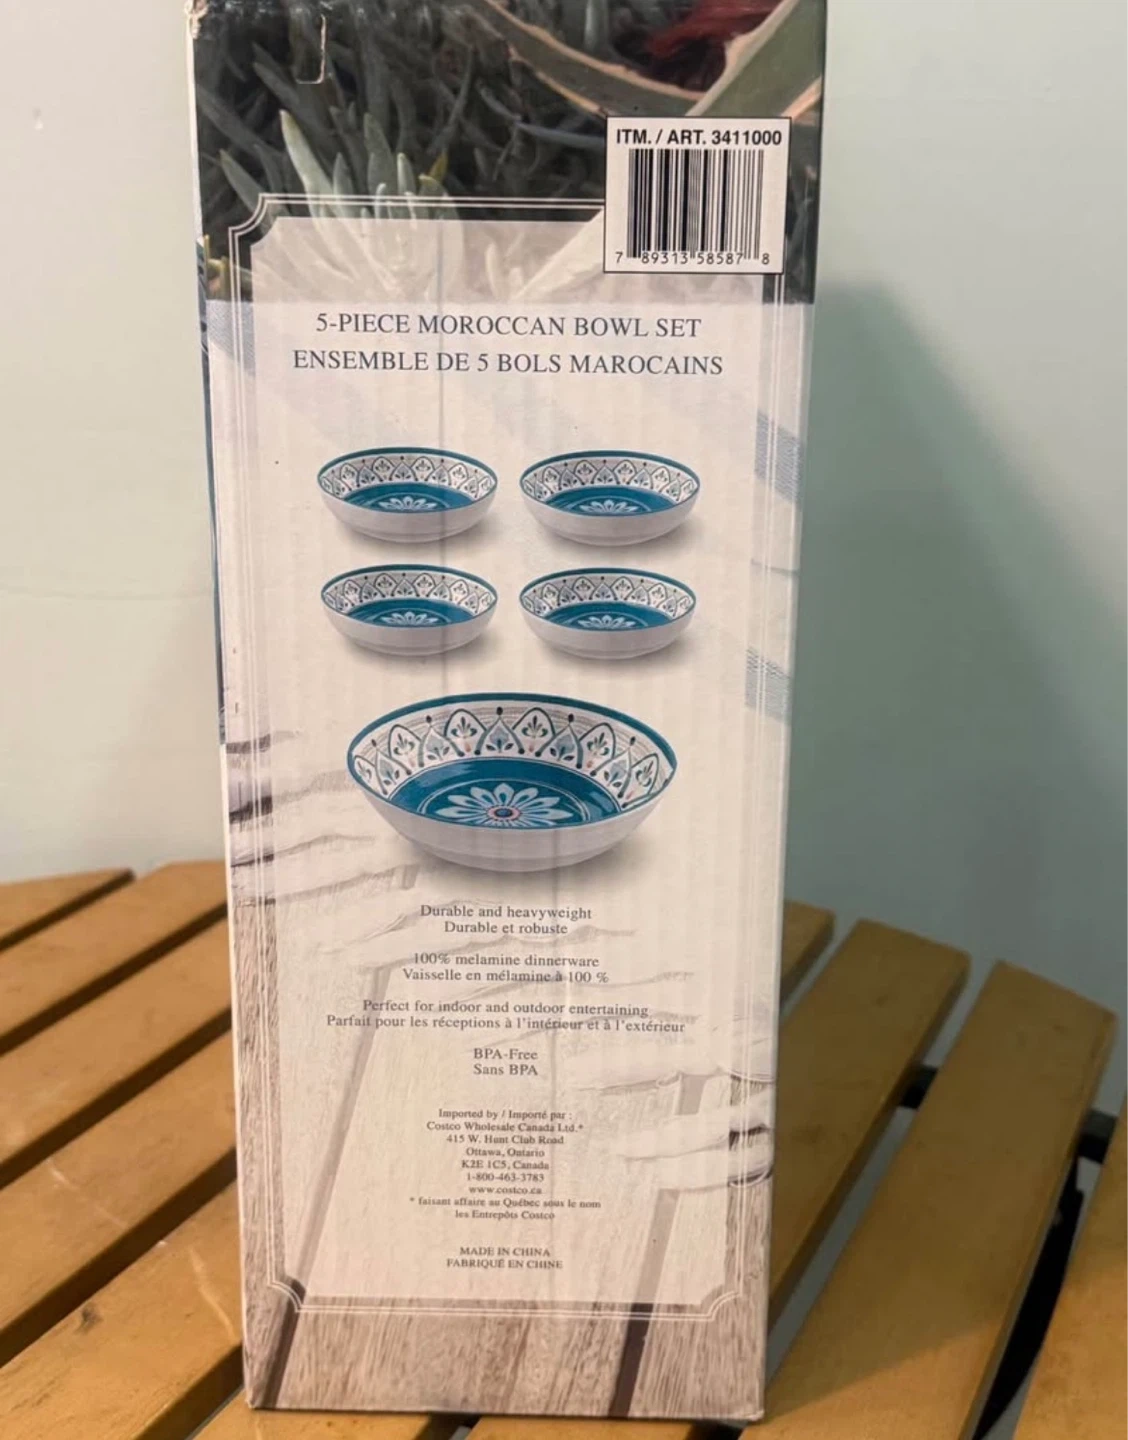 ITM. / ART. 3411000
7 89313 58587 8
5-PIECE MOROCCAN BOWL SET
ENSEMBLE DE 5 BOLS MAROCAINS
Durable and heavyweight
Durable et robuste
100% melamine dinnerware
Vaisselle en mélamine à 100 %
Perfect for indoor and outdoor entertaining
Parfait pour les réceptions à l'intérieur et à l'extérieur
BPA-Free
Sans BPA
Imported by / Importé par :
Costco Wholesale Canada Ltd.*
415 W. Hunt Club Road
Ottawa, Ontario
K2E 1C5, Canada
1-800-463-3783
www.costco.ca
* faisant affaire au Québec sous le nom
les Entrepôts Costco
MADE IN CHINA
FABRIQUÉ EN CHINE